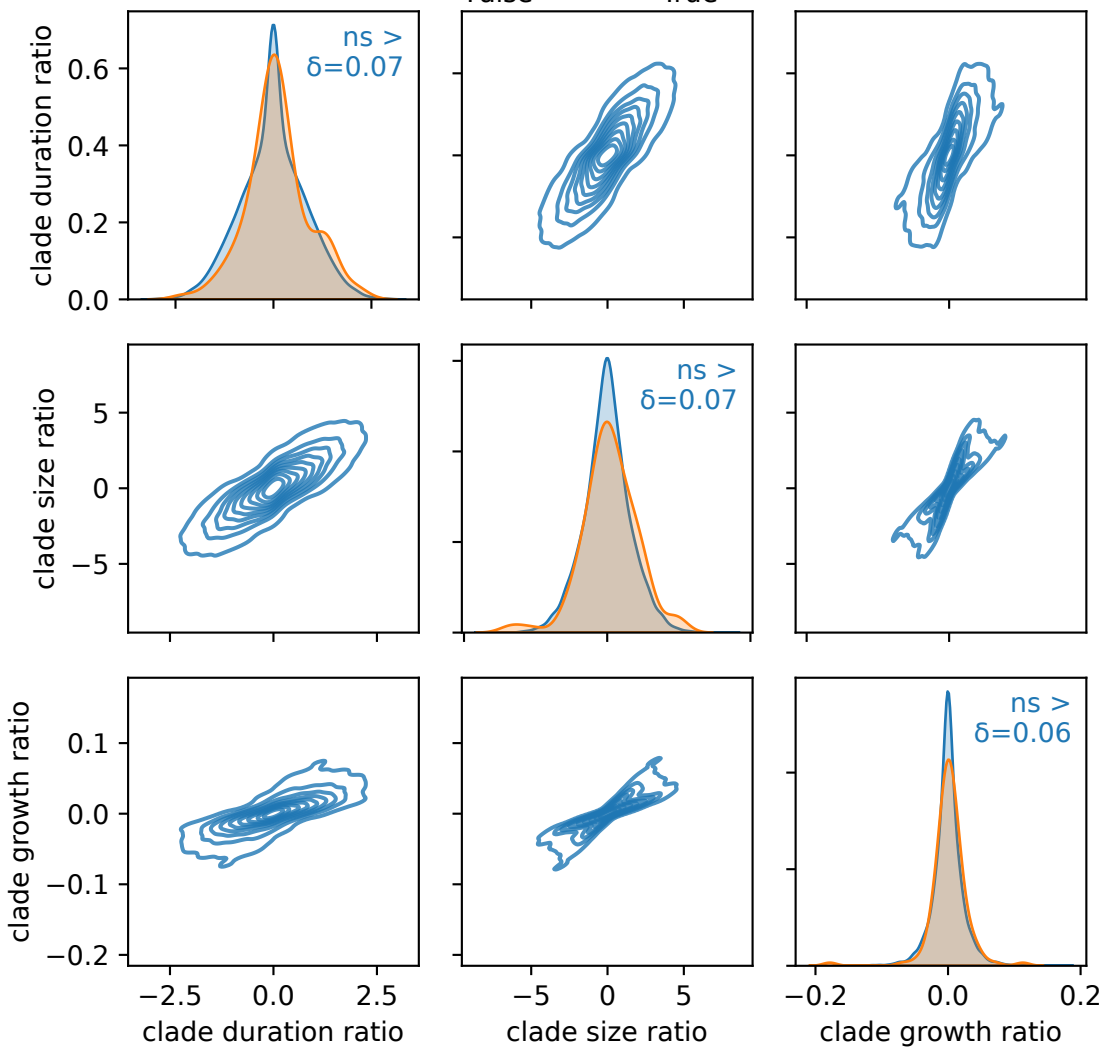 clade duration ratio
0.6
0.4
0.2
0.0
ns >
δ=0.07
clade size ratio
5
0
−5
ns >
δ=0.07
clade growth ratio
0.1
0.0
−0.1
−0.2
ns >
δ=0.06
−2.5 0.0 2.5
−5 0 5
−0.2 0.0 0.2
clade duration ratio
clade size ratio
clade growth ratio